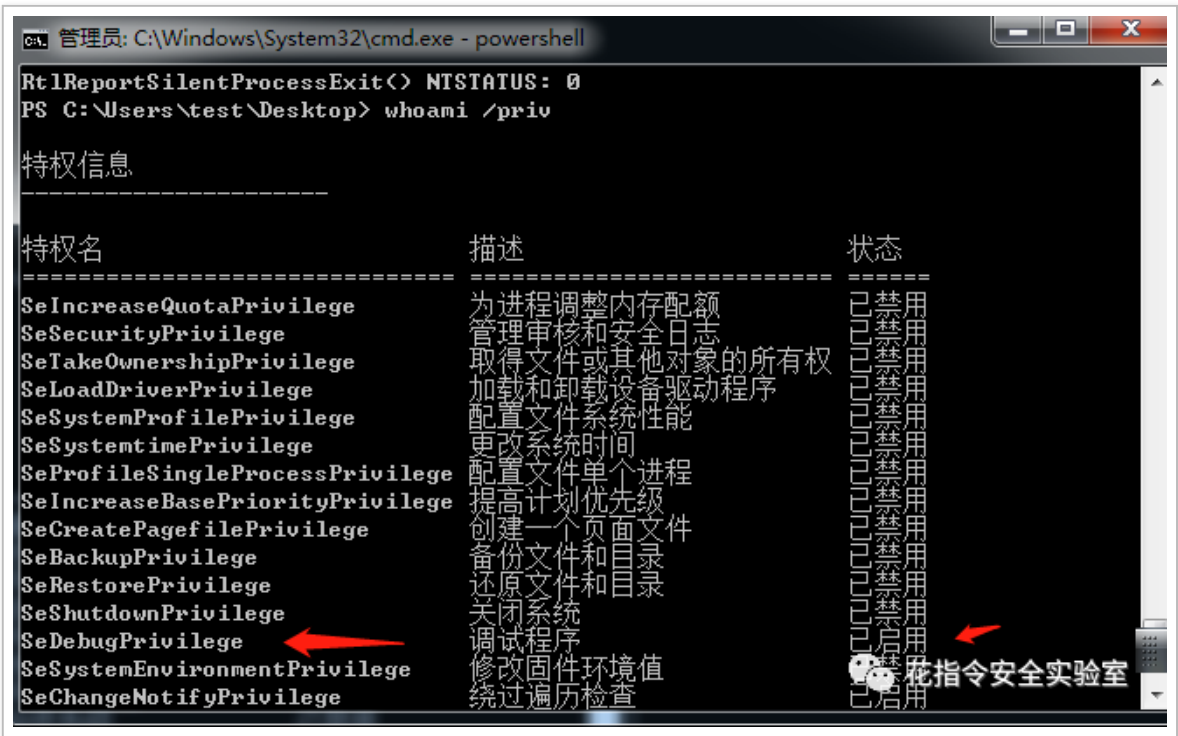 管理员: C:\Windows\System32\cmd.exe - powershell
RtlReportSilentProcessExit() NTSTATUS: 0
PS C:\Users\test\Desktop> whoami /priv
特权信息
----------------------
特权名 描述 状态
=============================== ========================== ======
SeIncreaseQuotaPrivilege 为进程调整内存配额 已禁用
SeSecurityPrivilege 管理审核和安全日志 已禁用
SeTakeOwnershipPrivilege 取得文件或其他对象的所有权 已禁用
SeLoadDriverPrivilege 加载和卸载设备驱动程序 已禁用
SeSystemProfilePrivilege 配置文件系统性能 已禁用
SeSystemtimePrivilege 更改系统时间 已禁用
SeProfileSingleProcessPrivilege 配置文件单个进程 已禁用
SeIncreaseBasePriorityPrivilege 提高计划优先级 已禁用
SeCreatePagefilePrivilege 创建一个页面文件 已禁用
SeBackupPrivilege 备份文件和目录 已禁用
SeRestorePrivilege 还原文件和目录 已禁用
SeShutdownPrivilege 关闭系统 已禁用
SeDebugPrivilege 调试程序 已启用
SeSystemEnvironmentPrivilege 修改固件环境值 已禁用
花指令安全实验室
SeChangeNotifyPrivilege 绕过遍历检查 已启用